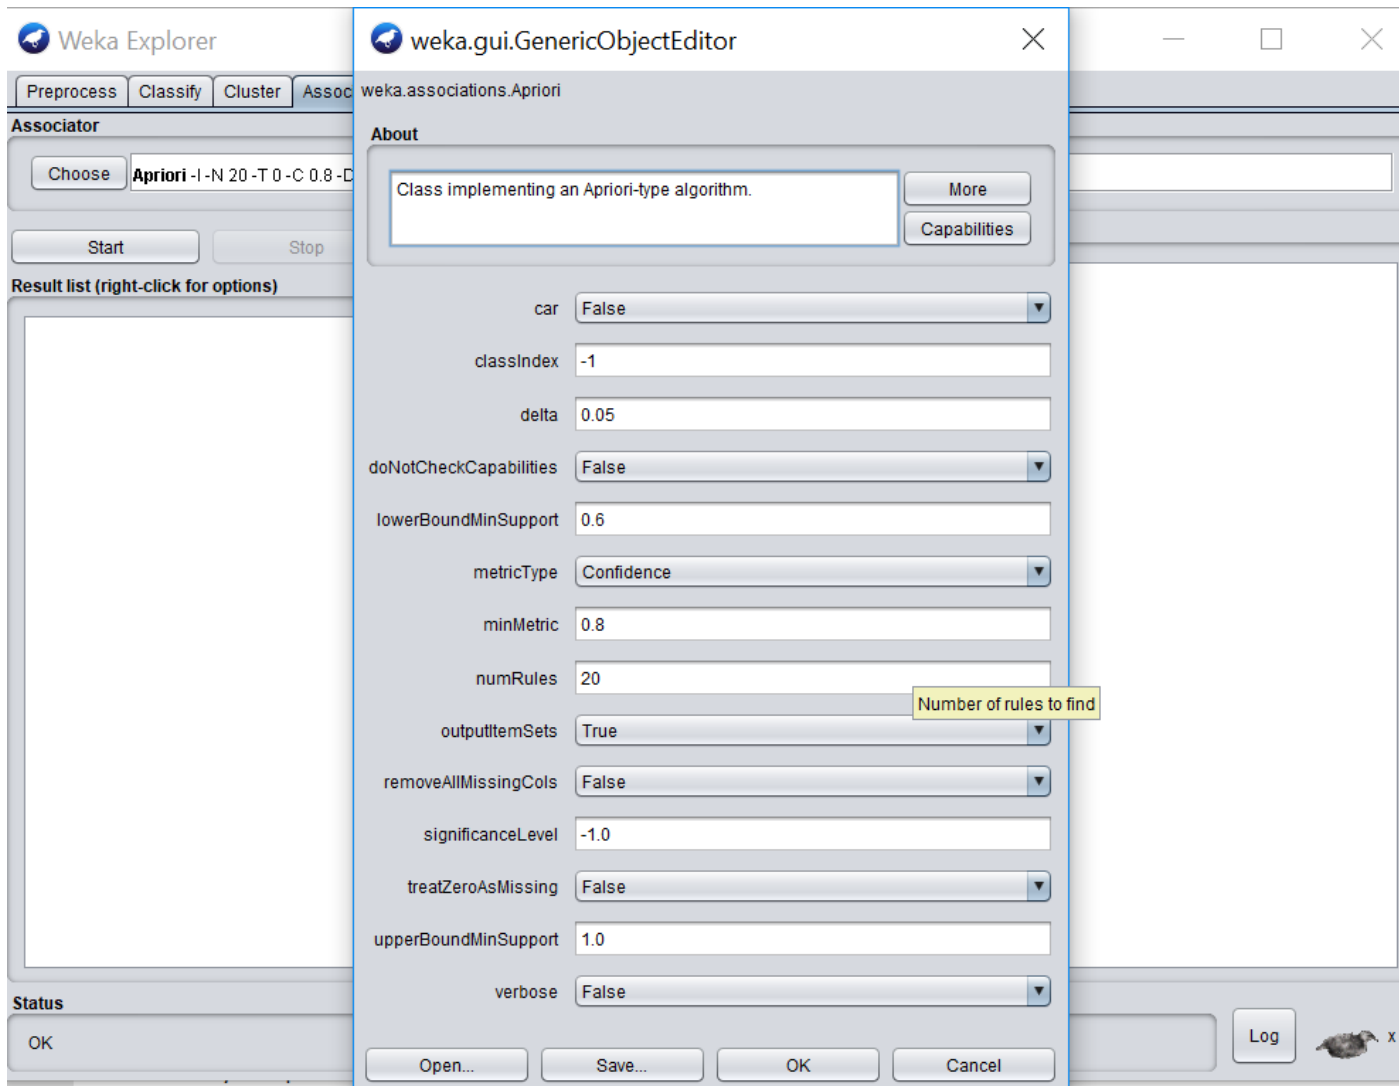 Weka Explorer
weka.gui.GenericObjectEditor
Preprocess Classify Cluster Assoc
weka.associations.Apriori
Associator
About
Choose Apriori -I -N 20 -T 0 -C 0.8 -D
Class implementing an Apriori-type algorithm.
More
Capabilities
Start Stop
Result list (right-click for options)
car False
classIndex -1
delta 0.05
doNotCheckCapabilities False
lowerBoundMinSupport 0.6
metricType Confidence
minMetric 0.8
numRules 20
Number of rules to find
outputItemSets True
removeAllMissingCols False
significanceLevel -1.0
treatZeroAsMissing False
upperBoundMinSupport 1.0
verbose False
Status
OK
Log x
Open... Save... OK Cancel